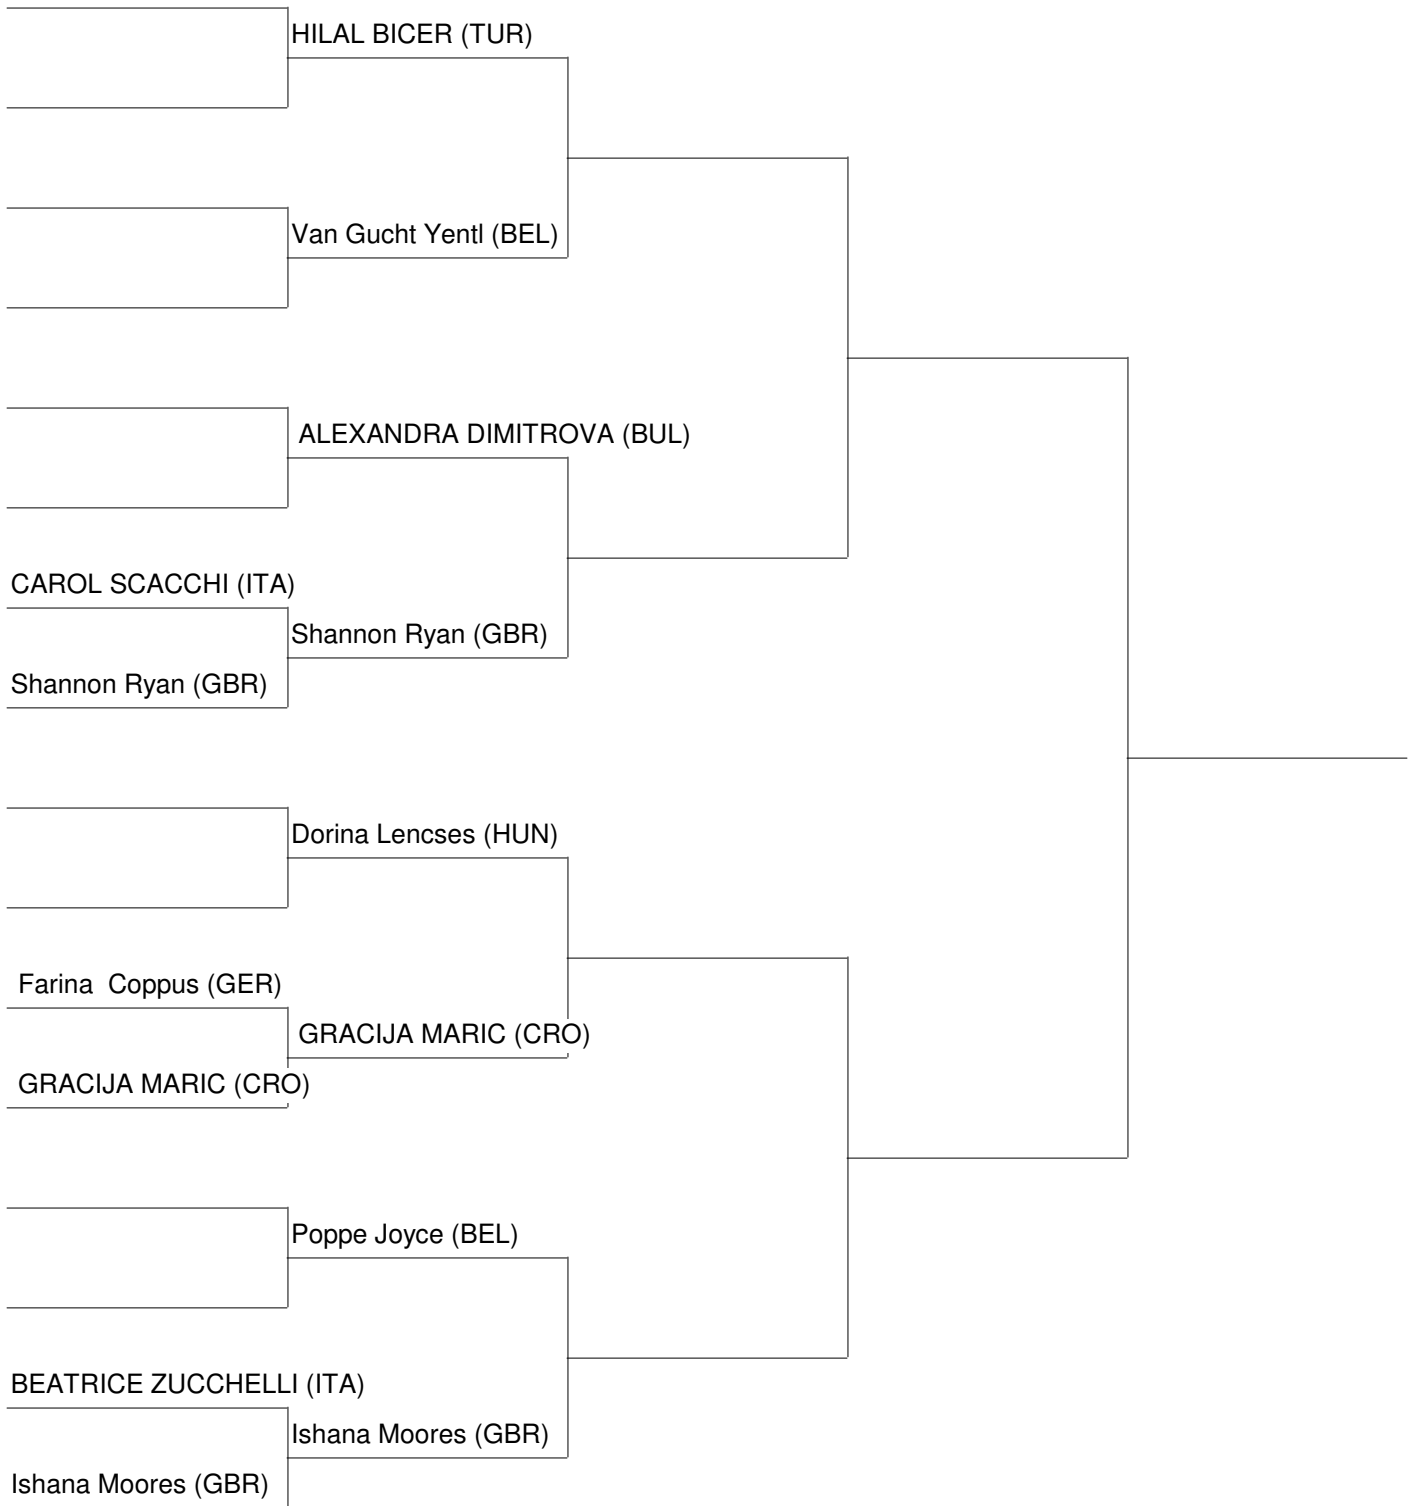 HILAL BICER (TUR)
Van Gucht Yentl (BEL)
ALEXANDRA DIMITROVA (BUL)
CAROL SCACCHI (ITA)
Shannon Ryan (GBR)
Shannon Ryan (GBR)
Dorina Lencses (HUN)
Farina  Coppus (GER)
GRACIJA MARIC (CRO)
GRACIJA MARIC (CRO)
Poppe Joyce (BEL)
BEATRICE ZUCCHELLI (ITA)
Ishana Moores (GBR)
Ishana Moores (GBR)